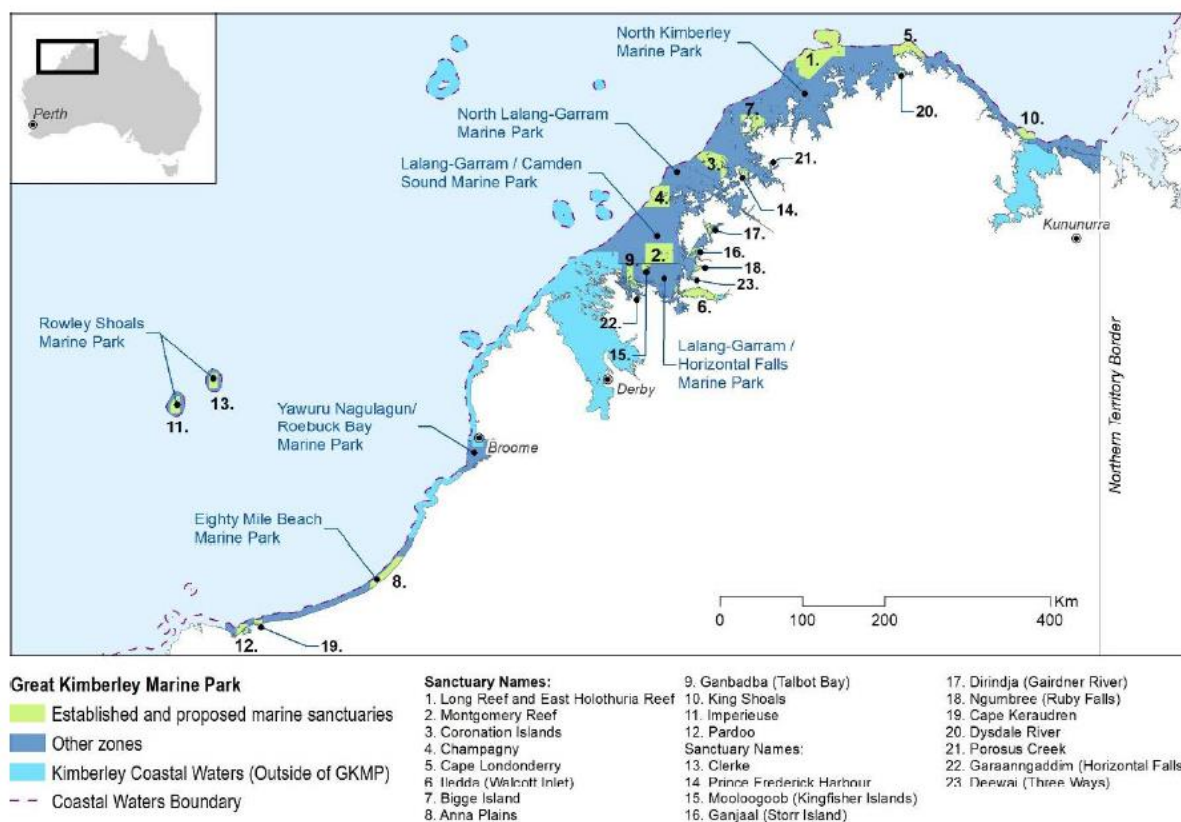 Perth
North Kimberley
Marine Park
North Lalang-Garram
Marine Park
Lalang-Garram / Camden
Sound Marine Park
1.
5.
20.
10.
7.
3.
21.
14.
4.
17.
16.
9.
2.
18.
23.
6.
22.
15.
Kununurra
Rowley Shoals
Marine Park
13.
11.
Lalang-Garram /
Horizontal Falls
Marine Park
Derby
Yawuru Nagulagun/
Roebuck Bay
Marine Park
Broome
Northern Territory Border
Eighty Mile Beach
Marine Park
8.
12.
19.
Km
0 100 200 400
Great Kimberley Marine Park
Established and proposed marine sanctuaries
Other zones
Kimberley Coastal Waters (Outside of GKMP)
Coastal Waters Boundary
Sanctuary Names:
1. Long Reef and East Holothuria Reef
2. Montgomery Reef
3. Coronation Islands
4. Champagny
5. Cape Londonderry
6. Iledda (Walcott Inlet)
7. Bigge Island
8. Anna Plains
9. Ganbadba (Talbot Bay)
10. King Shoals
11. Imperieuse
12. Pardoo
Sanctuary Names:
13. Clerke
14. Prince Frederick Harbour
15. Mooloogoob (Kingfisher Islands)
16. Ganjaal (Storr Island)
17. Dirindja (Gairdner River)
18. Ngumbree (Ruby Falls)
19. Cape Keraudren
20. Dysdale River
21. Porosus Creek
22. Garaanngaddim (Horizontal Falls
23. Deewai (Three Ways)